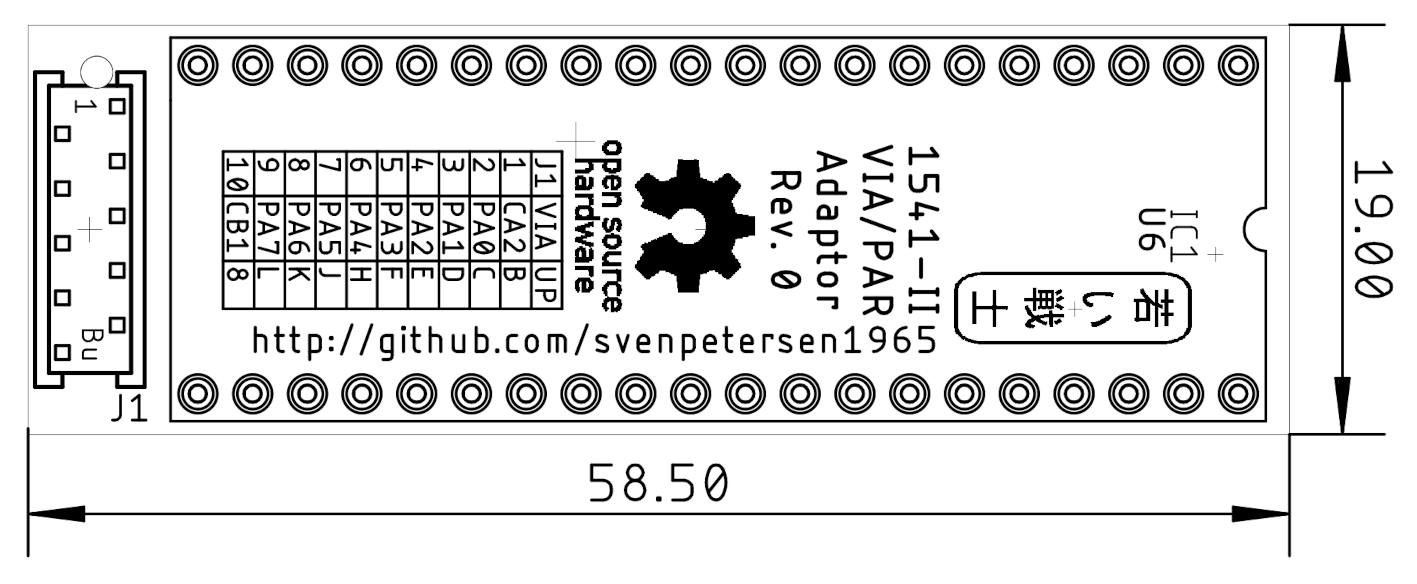 1
Bu
J1
J1 VIA UP
1 CA2 B
2 PA0 C
3 PA1 D
4 PA2 E
5 PA3 F
6 PA4 H
7 PA5 J
8 PA6 K
9 PA7 L
10 CB1 8
open source
hardware
1541-II
VIA/PAR
Adaptor
Rev. 0
IC1
U6
若い戦士
http://github.com/svenpetersen1965
19.00
58.50